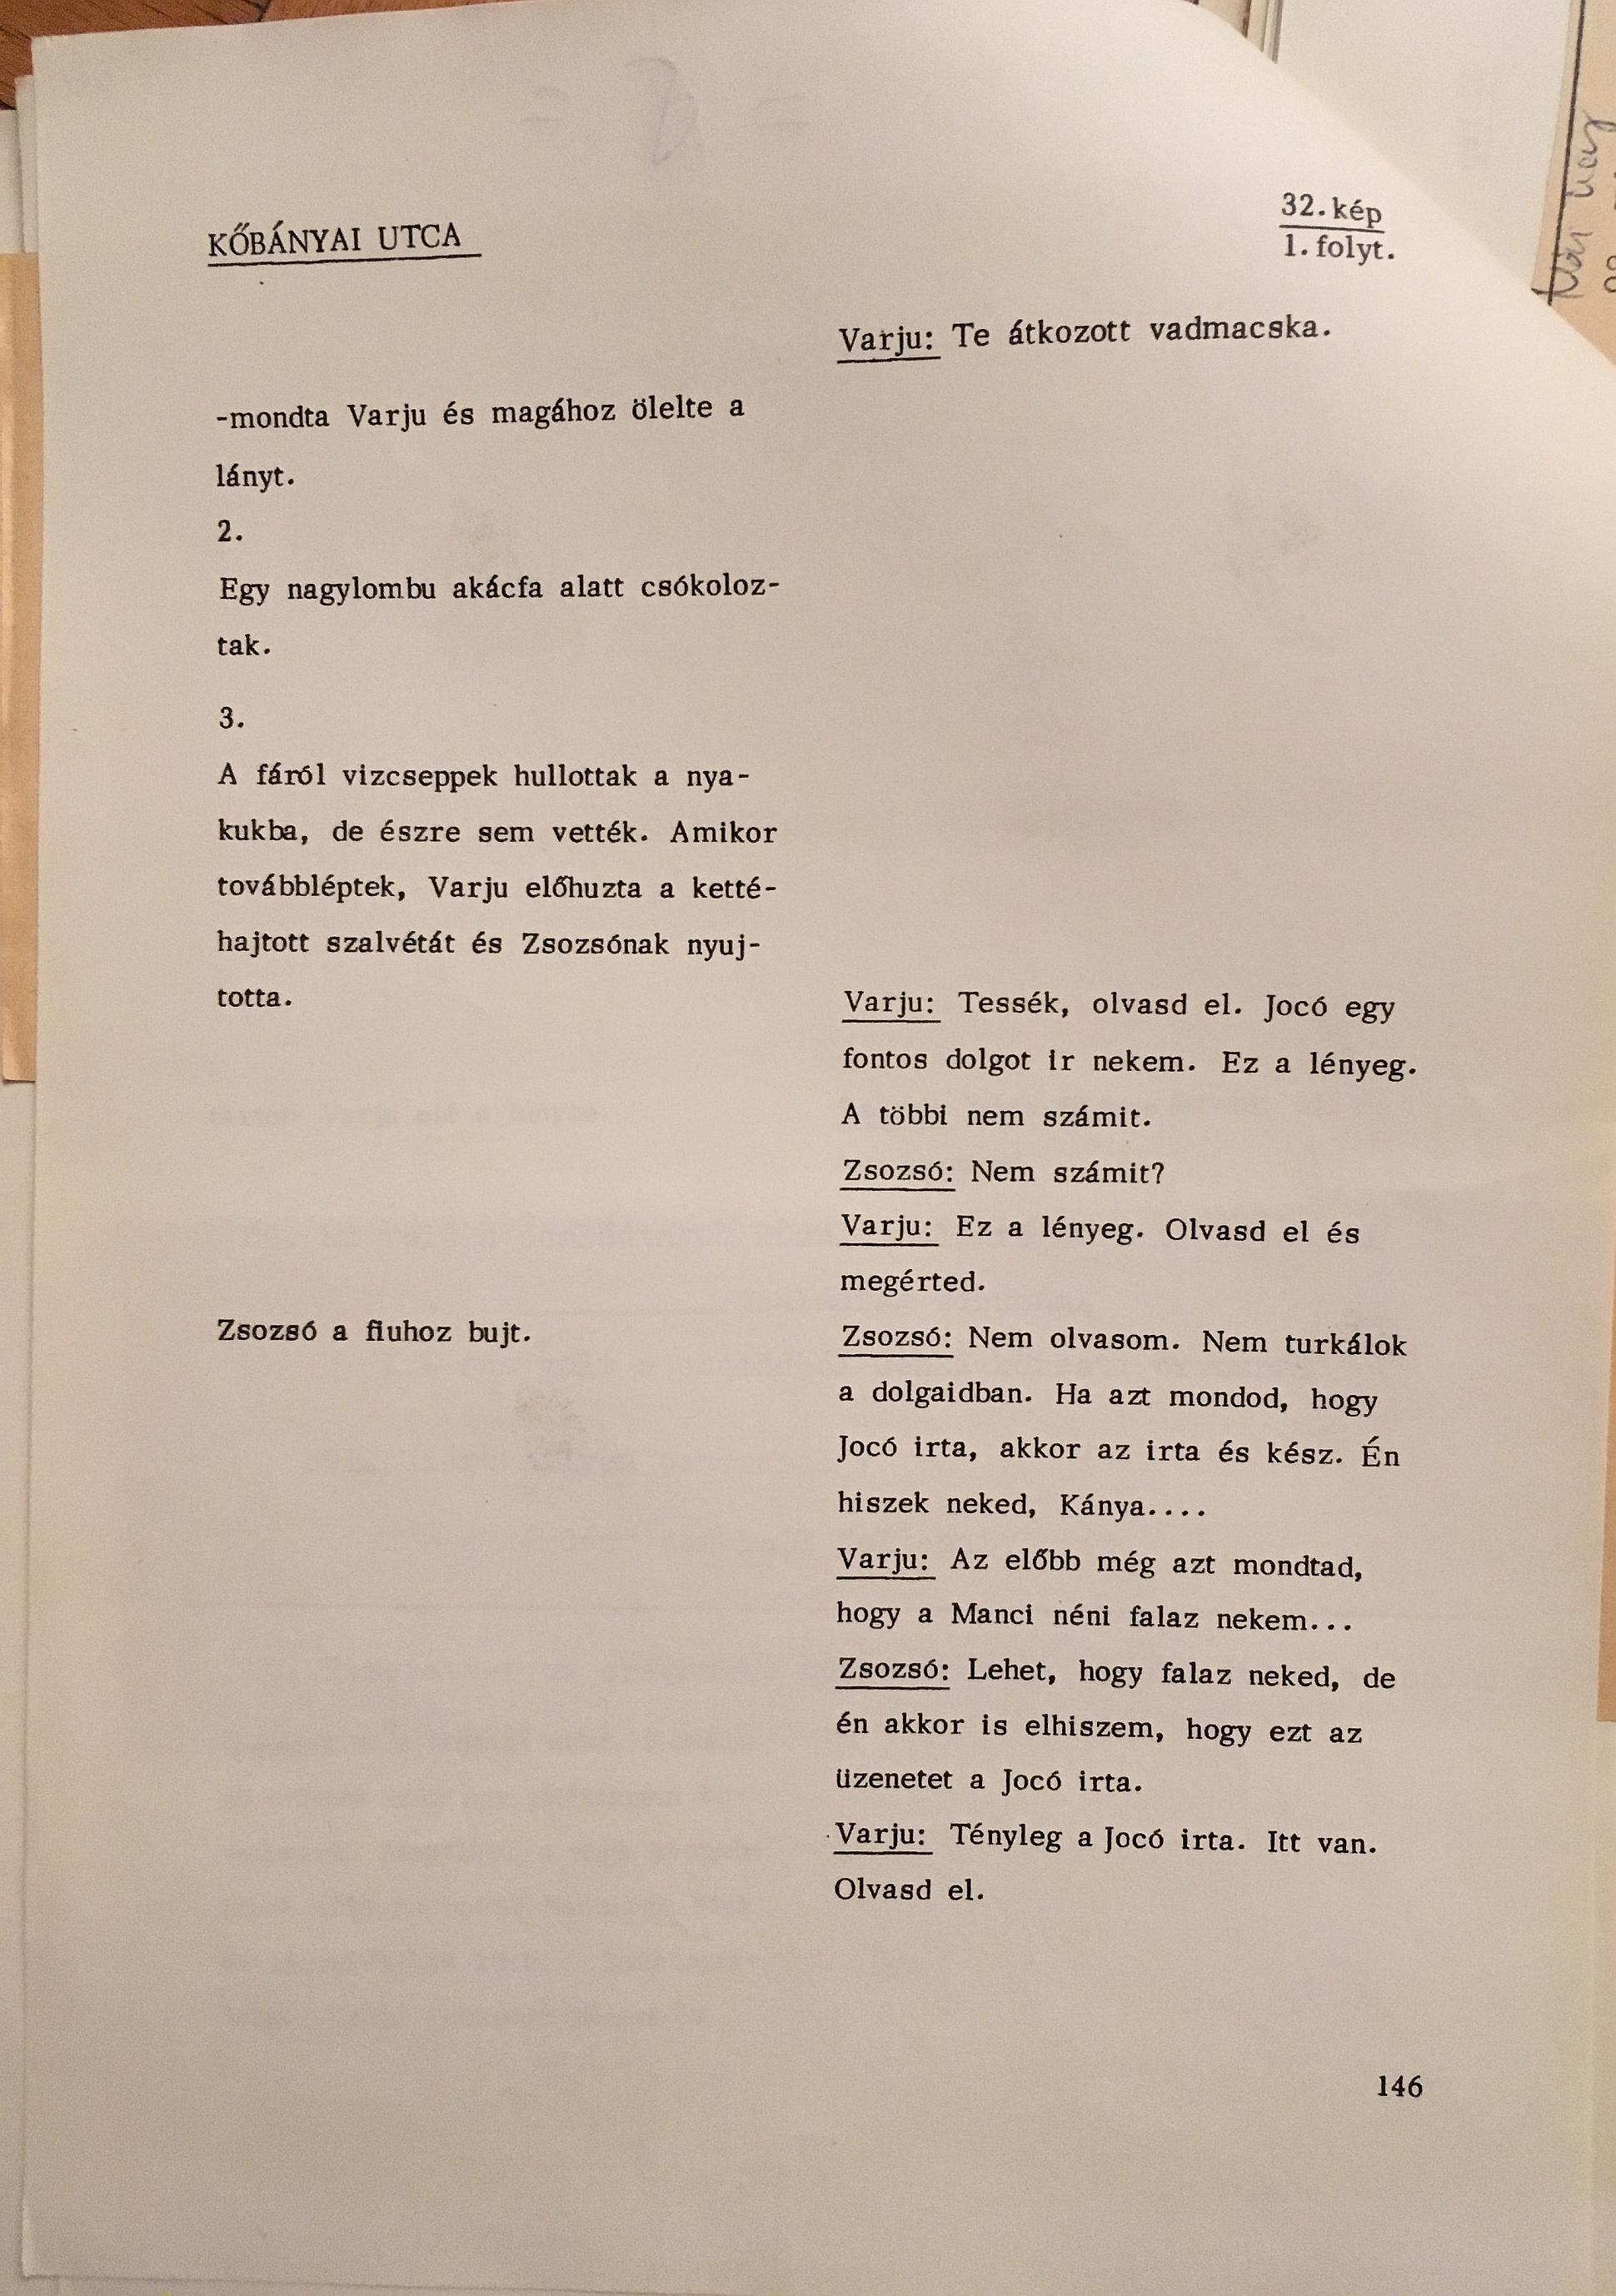 KŐBÁNYAI UTCA
32. kép
1. folyt.
Varju: Te átkozott vadmacska.
-mondta Varju és magához ölelte a
lányt.
2.
Egy nagylombu akácfa alatt csókoloz-
tak.
3.
A fáról vizcseppek hullottak a nya-
kukba, de észre sem vették. Amikor
továbbléptek, Varju előhuzta a ketté-
hajtott szalvétát és Zsozsónak nyuj-
totta.
Varju: Tessék, olvasd el. Jocó egy
fontos dolgot ir nekem. Ez a lényeg.
A többi nem számit.
Zsozsó: Nem számit?
Varju: Ez a lényeg. Olvasd el és
megérted.
Zsozsó a fiuhoz bujt.
Zsozsó: Nem olvasom. Nem turkálok
a dolgaidban. Ha azt mondod, hogy
Jocó irta, akkor az irta és kész. Én
hiszek neked, Kánya....
Varju: Az előbb még azt mondtad,
hogy a Manci néni falaz nekem...
Zsozsó: Lehet, hogy falaz neked, de
én akkor is elhiszem, hogy ezt az
üzenetet a Jocó irta.
Varju: Tényleg a Jocó irta. Itt van.
Olvasd el.
146